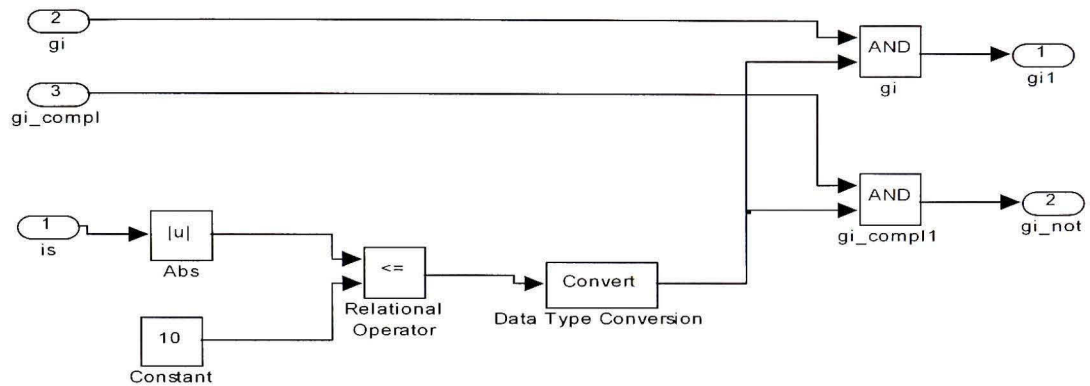 2
gi
AND
gi
1
gi1
3
gi_compl
AND
gi_compl1
2
gi_not
1
is
|u|
Abs
<=
Relational
Operator
Convert
Data Type Conversion
10
Constant